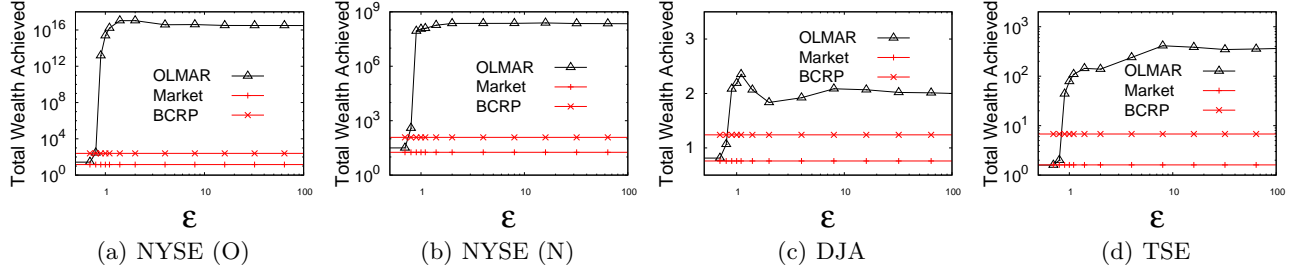 Total Wealth Achieved
10^16
10^12
10^8
10^4
10^0
OLMAR
Market
BCRP
1
10
100
ε
(a) NYSE (O)
Total Wealth Achieved
10^9
10^6
10^3
10^0
OLMAR
Market
BCRP
1
10
100
ε
(b) NYSE (N)
Total Wealth Achieved
3
2
1
OLMAR
Market
BCRP
1
10
100
ε
(c) DJA
Total Wealth Achieved
10^3
10^2
10^1
10^0
OLMAR
Market
BCRP
1
10
100
ε
(d) TSE